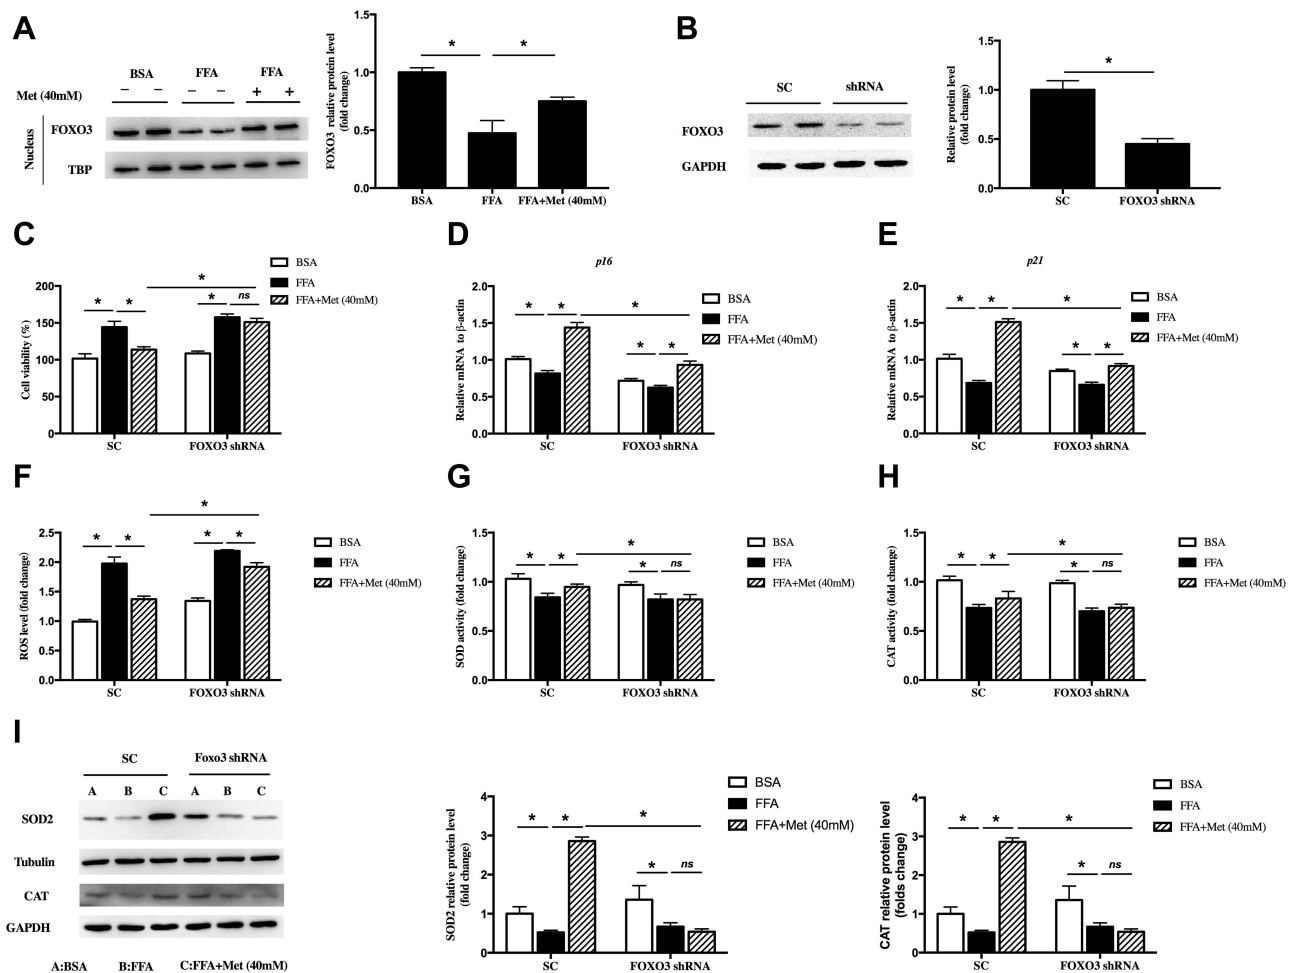 A
BSA FFA FFA
Met (40mM) − − − − + +
Nucleus
FOXO3
TBP
FOXO3 relative protein level
(fold change)
1.5
1.0
0.5
0.0
* *
BSA FFA FFA+Met (40mM)
B
SC shRNA
FOXO3
GAPDH
Relative protein level
(fold change)
1.5
1.0
0.5
0.0
*
SC FOXO3 shRNA
C
BSA
FFA
FFA+Met (40mM)
Cell viability (%)
200
150
100
50
0
*
* * * ns
SC FOXO3 shRNA
D
p16
BSA
FFA
FFA+Met (40mM)
Relative mRNA to β-actin
2.0
1.5
1.0
0.5
0.0
* * *
* *
SC FOXO3 shRNA
E
p21
BSA
FFA
FFA+Met (40mM)
Relative mRNA to β-actin
2.0
1.5
1.0
0.5
0.0
* * *
* *
SC FOXO3 shRNA
F
BSA
FFA
FFA+Met (40mM)
ROS level (fold change)
2.5
2.0
1.5
1.0
0.5
0.0
*
* * * *
SC FOXO3 shRNA
G
BSA
FFA
FFA+Met (40mM)
SOD activity (fold change)
1.5
1.0
0.5
0.0
*
* * * ns
SC FOXO3 shRNA
H
BSA
FFA
FFA+Met (40mM)
CAT activity (fold change)
1.5
1.0
0.5
0.0
*
* * * ns
SC FOXO3 shRNA
I
SC Foxo3 shRNA
A B C A B C
SOD2
Tubulin
CAT
GAPDH
A:BSA B:FFA C:FFA+Met (40mM)
BSA
FFA
FFA+Met (40mM)
SOD2 relative protein level
(fold change)
4
3
2
1
0
* * *
* ns
SC FOXO3 shRNA
BSA
FFA
FFA+Met (40mM)
CAT relative protein level
(folds change)
4
3
2
1
0
* * *
* ns
SC FOXO3 shRNA